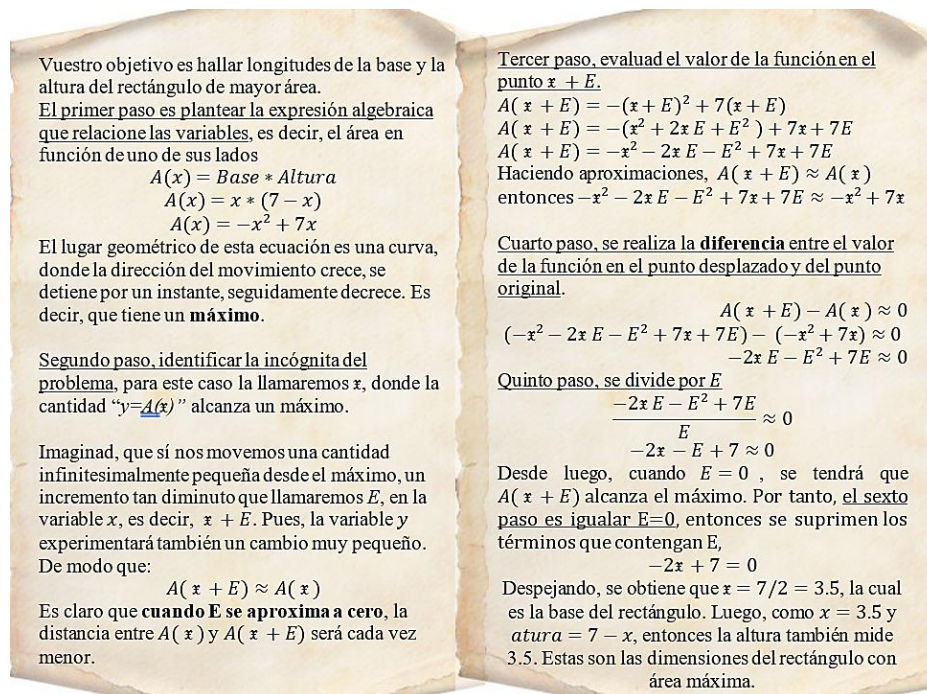 Vuestro objetivo es hallar longitudes de la base y la
altura del rectángulo de mayor área.
El primer paso es plantear la expresión algebraica
que relacione las variables, es decir, el área en
función de uno de sus lados
A(x) = Base * Altura
A(x) = x * (7 − x)
A(x) = −x² + 7x
El lugar geométrico de esta ecuación es una curva,
donde la dirección del movimiento crece, se
detiene por un instante, seguidamente decrece. Es
decir, que tiene un máximo.
Segundo paso, identificar la incógnita del
problema, para este caso la llamaremos 𝔵, donde la
cantidad “y=A(𝔵)” alcanza un máximo.
Imaginad, que sí nos movemos una cantidad
infinitesimalmente pequeña desde el máximo, un
incremento tan diminuto que llamaremos E, en la
variable x, es decir, 𝔵 + E. Pues, la variable y
experimentará también un cambio muy pequeño.
De modo que:
A( 𝔵 + E) ≈ A( 𝔵 )
Es claro que cuando E se aproxima a cero, la
distancia entre A( 𝔵 ) y A( 𝔵 + E) será cada vez
menor.
Tercer paso, evaluad el valor de la función en el
punto 𝔵 + E.
A( 𝔵 + E) = −(𝔵 + E)² + 7(𝔵 + E)
A( 𝔵 + E) = −(𝔵² + 2𝔵 E + E² ) + 7𝔵 + 7E
A( 𝔵 + E) = −𝔵² − 2𝔵 E − E² + 7𝔵 + 7E
Haciendo aproximaciones, A( 𝔵 + E) ≈ A( 𝔵 )
entonces −𝔵² − 2𝔵 E − E² + 7𝔵 + 7E ≈ −𝔵² + 7𝔵
Cuarto paso, se realiza la diferencia entre el valor
de la función en el punto desplazado y del punto
original.
A( 𝔵 + E) − A( 𝔵 ) ≈ 0
(−𝔵² − 2𝔵 E − E² + 7𝔵 + 7E) − (−𝔵² + 7𝔵) ≈ 0
−2𝔵 E − E² + 7E ≈ 0
Quinto paso, se divide por E
−2𝔵 E − E² + 7E
≈ 0
E
−2𝔵 − E + 7 ≈ 0
Desde luego, cuando E = 0 , se tendrá que
A( 𝔵 + E) alcanza el máximo. Por tanto, el sexto
paso es igualar E=0, entonces se suprimen los
términos que contengan E,
−2𝔵 + 7 = 0
Despejando, se obtiene que 𝔵 = 7/2 = 3.5, la cual
es la base del rectángulo. Luego, como x = 3.5 y
atura = 7 − x, entonces la altura también mide
3.5. Estas son las dimensiones del rectángulo con
área máxima.